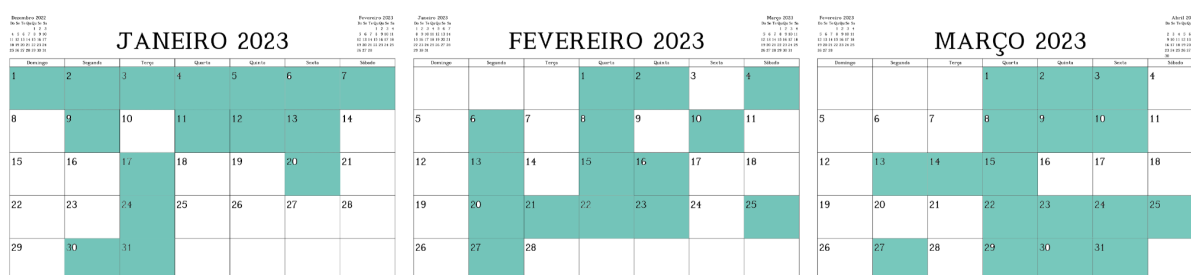 Dezembro 2022
Fevereiro 2023
JANEIRO 2023
Domingo Segunda Terça Quarta Quinta Sexta Sábado
1 2 3 4 5 6 7
8 9 10 11 12 13 14
15 16 17 18 19 20 21
22 23 24 25 26 27 28
29 30 31
Janeiro 2023
Março 2023
FEVEREIRO 2023
Domingo Segunda Terça Quarta Quinta Sexta Sábado
1 2 3 4
5 6 7 8 9 10 11
12 13 14 15 16 17 18
19 20 21 22 23 24 25
26 27 28
Fevereiro 2023
MARÇO 2023
Domingo Segunda Terça Quarta Quinta Sexta
1 2 3 4
5 6 7 8 9 10 11
12 13 14 15 16 17 18
19 20 21 22 23 24 25
26 27 28 29 30 31